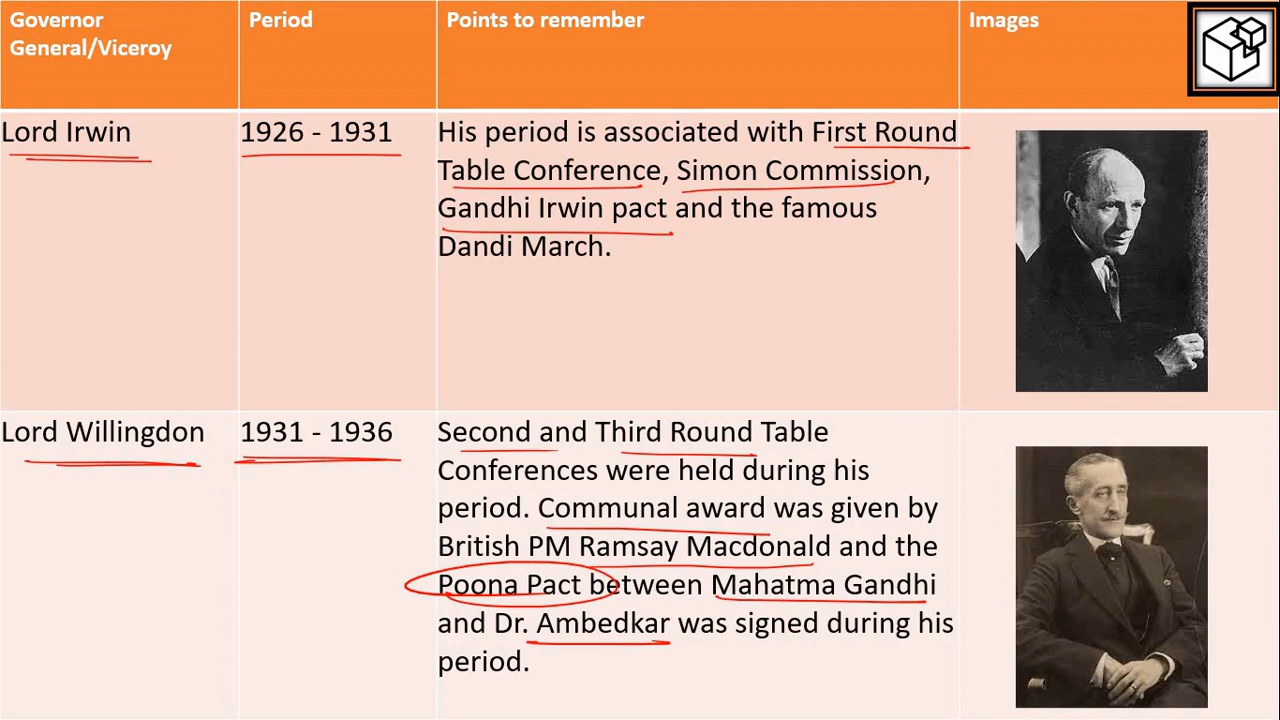 Governor
General/Viceroy
Period
Points to remember
Images
Lord Irwin
1926 - 1931
His period is associated with First Round
Table Conference, Simon Commission,
Gandhi Irwin pact and the famous
Dandi March.
Lord Willingdon
1931 - 1936
Second and Third Round Table
Conferences were held during his
period. Communal award was given by
British PM Ramsay Macdonald and the
Poona Pact between Mahatma Gandhi
and Dr. Ambedkar was signed during his
period.